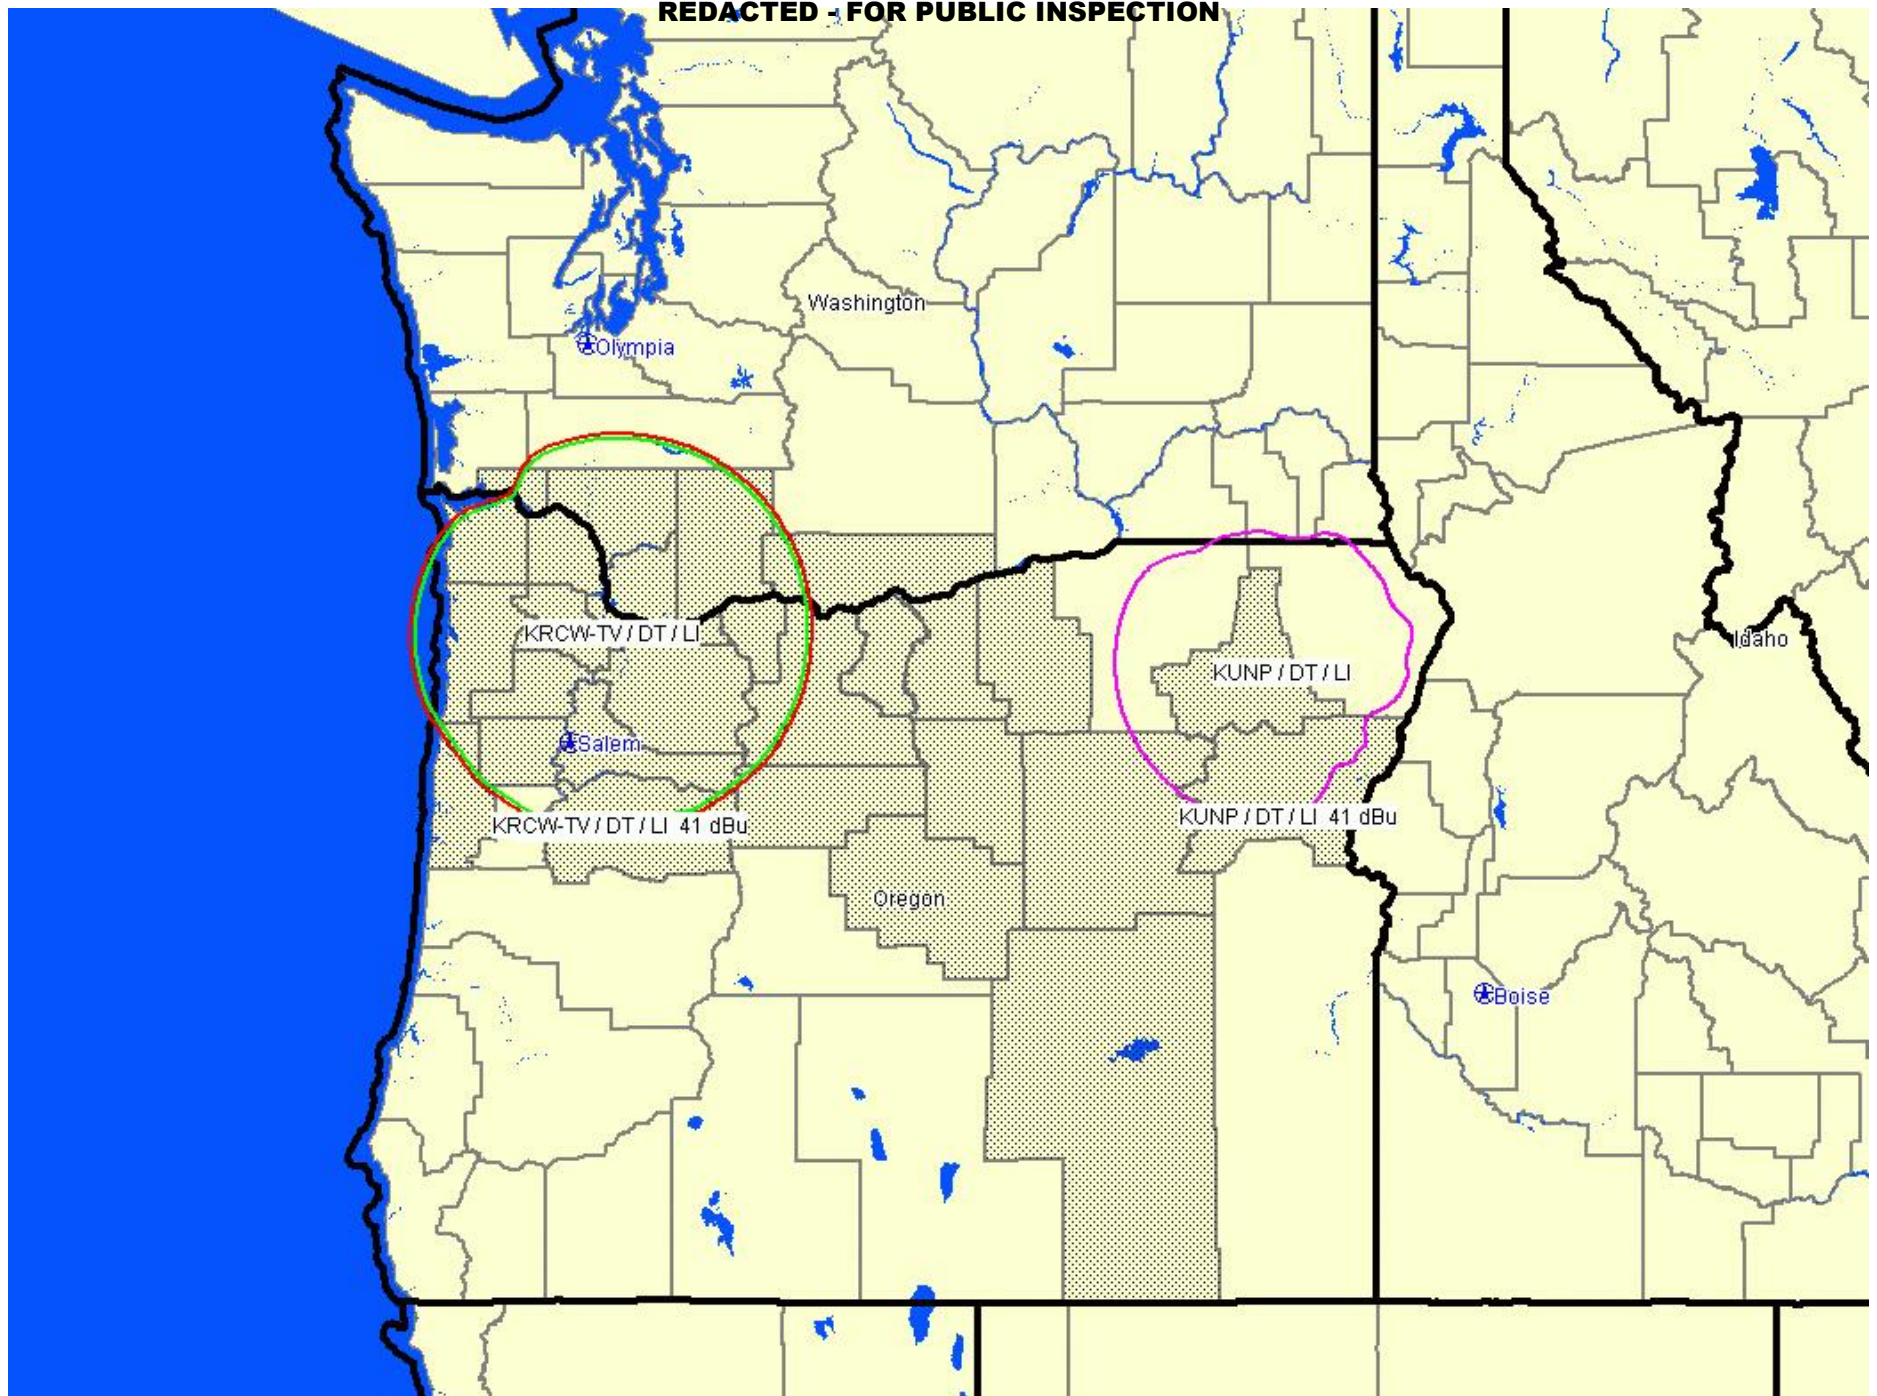 REDACTED - FOR PUBLIC INSPECTION
Washington
Olympia
KRCW-TV / DT / LI
Idaho
KUNP / DT / LI
Salem
KUNP / DT / LI 41 dBu
KRCW-TV / DT / LI 41 dBu
Oregon
Boise